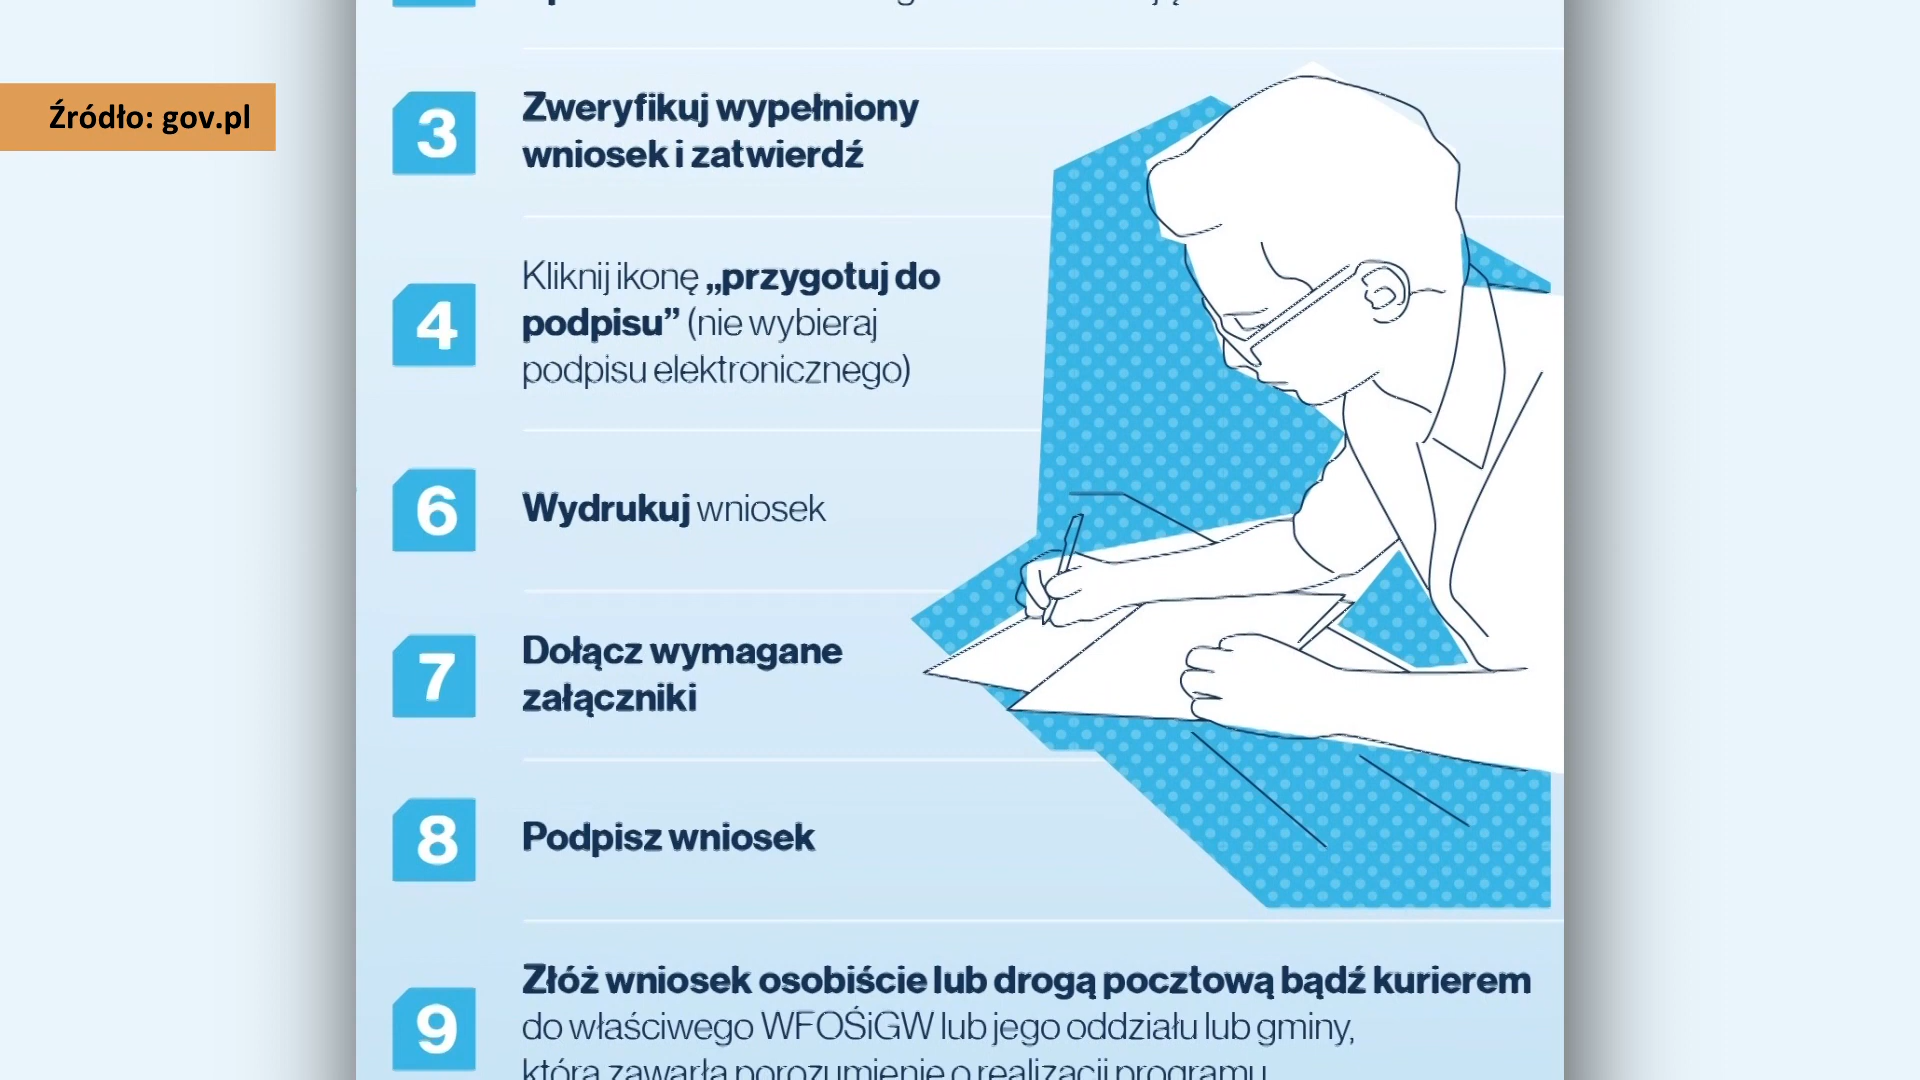 Źródło: gov.pl
3
Zweryfikuj wypełniony
wniosek i zatwierdź
4
Kliknij ikonę „przygotuj do
podpisu” (nie wybieraj
podpisu elektronicznego)
6
Wydrukuj wniosek
7
Dołącz wymagane
załączniki
8
Podpisz wniosek
9
Złóż wniosek osobiście lub drogą pocztową bądź kurierem
do właściwego WFOŚiGW lub jego oddziału lub gminy,
która zawarła porozumienie o realizacji programu